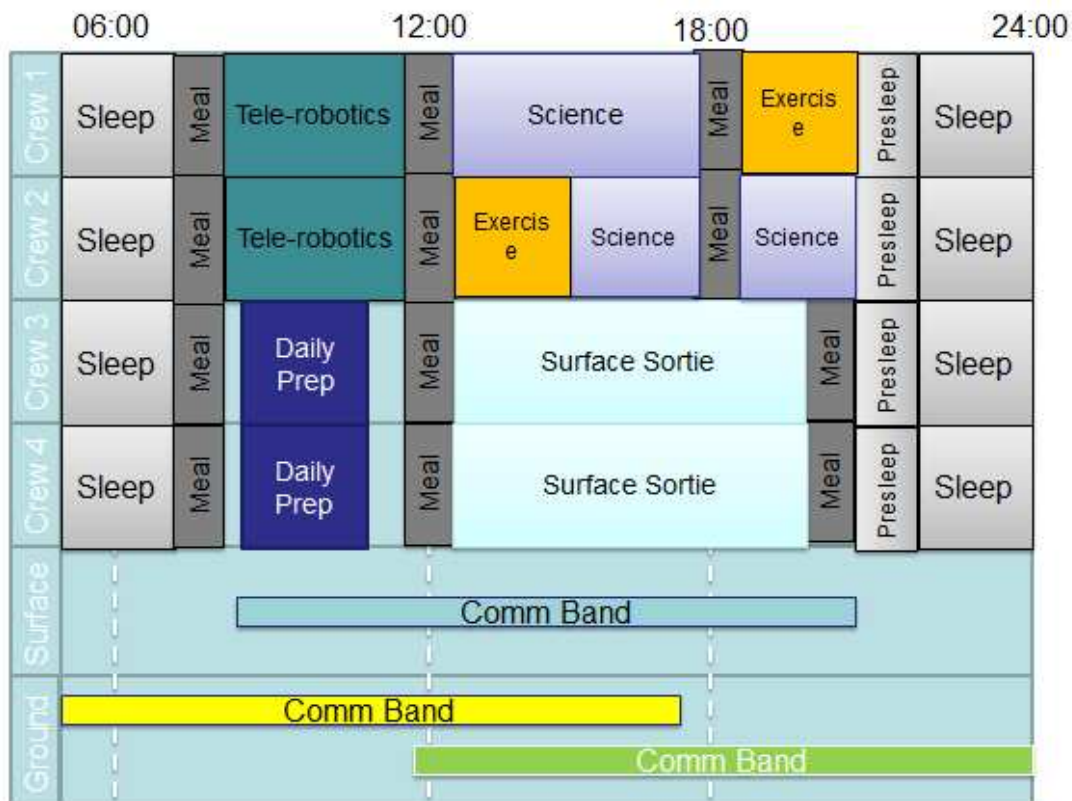 06:00 12:00 18:00 24:00
Crew 1
Sleep
Meal
Tele-robotics
Meal
Science
Meal
Exercis
e
Presleep
Sleep
Crew 2
Sleep
Meal
Tele-robotics
Meal
Exercis
e
Science
Meal
Science
Presleep
Sleep
Crew 3
Sleep
Meal
Daily
Prep
Meal
Surface Sortie
Meal
Presleep
Sleep
Crew 4
Sleep
Meal
Daily
Prep
Meal
Surface Sortie
Meal
Presleep
Sleep
Surface
Comm Band
Ground
Comm Band
Comm Band